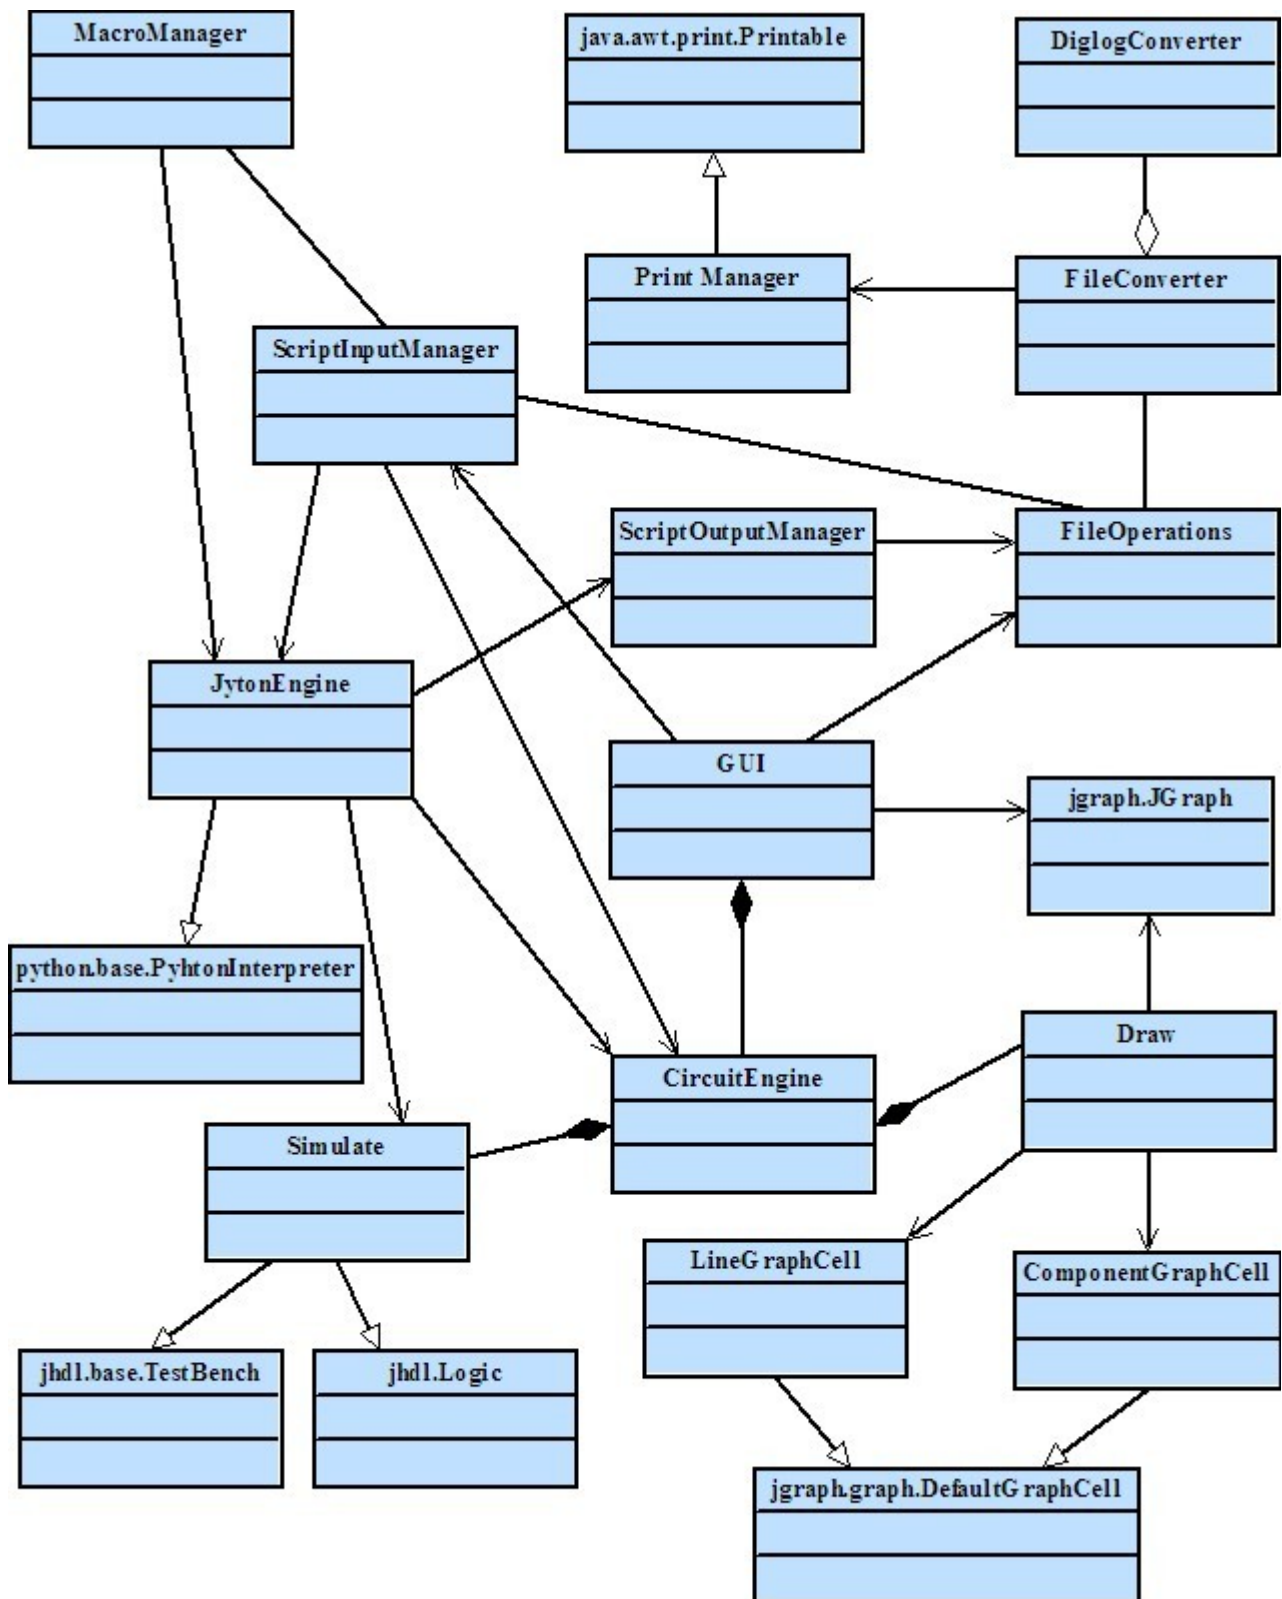 MacroManager
java.awt.print.Printable
DiglogConverter
Print Manager
FileConverter
ScriptInputManager
ScriptOutputManager
FileOperations
JytonEngine
GUI
jgraph.JGraph
python.base.PyhtonInterpreter
Draw
CircuitEngine
Simulate
LineGraphCell
ComponentGraphCell
jhdl.base.TestBench
jhdl.Logic
jgraph.graph.DefaultGraphCell